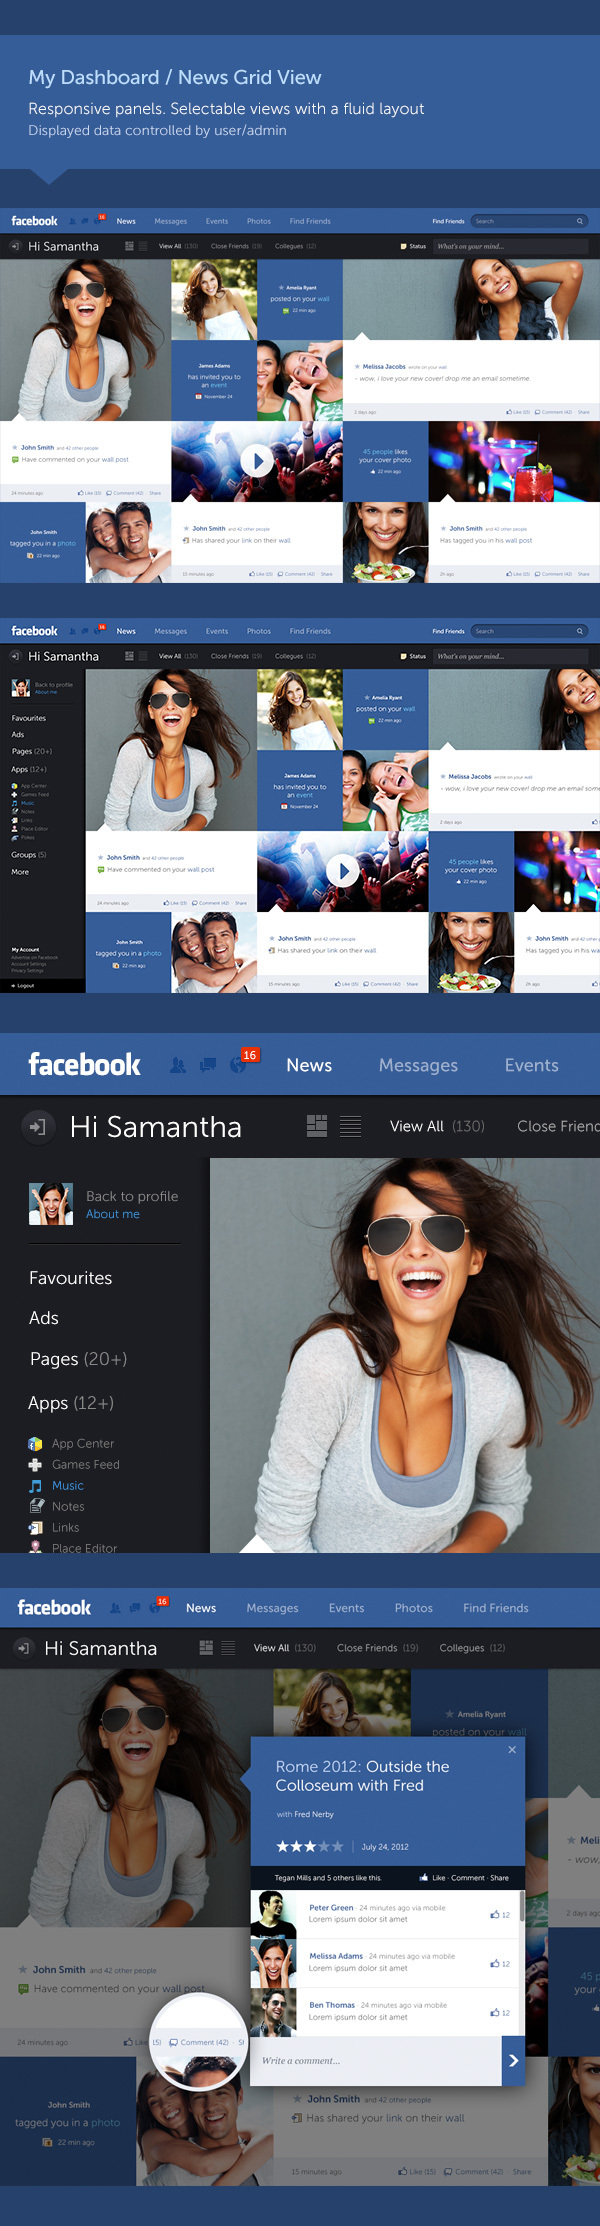 My Dashboard / News Grid View
Responsive panels. Selectable views with a fluid layout
Displayed data controlled by user/admin
facebook 16 News Messages Events Photos Find Friends Find Friends Search
Hi Samantha View All (130) Close Friends (19) Collegues (12) Status What's on your mind...
Amelia Ryant
posted on your wall
22 min ago
James Adams
has invited you to
an event
November 24
Melissa Jacobs wrote on your wall
- wow, i love your new cover! drop me an email sometime
2 days ago Like (15) Comment (42) · Share
John Smith and 42 other people
Have commented on your wall post
24 minutes ago Like (15) Comment (42) · Share
45 people likes
your cover photo
22 min ago
John Smith
tagged you in a photo
22 min ago
John Smith and 42 other people
Has shared your link on their wall
15 minutes ago Like (15) Comment (42) · Share
John Smith and 42 other people
Has tagged you in his wall post
2h ago Like (15) Comment (42) · Share
facebook 16 News Messages Events Photos Find Friends Find Friends Search
Hi Samantha View All (130) Close Friends (19) Collegues (12) Status What's on your mind...
Back to profile
About me
Favourites
Ads
Pages (20+)
Apps (12+)
App Center
Games Feed
Music
Notes
Links
Place Editor
Pokes
Groups (5)
More
My Account
Advertise on Facebook
Account Settings
Privacy Settings
Logout
Amelia Ryant
posted on your wall
22 min ago
James Adams
has invited you to
an event
November 24
Melissa Jacobs wrote on your wall
- wow, i love your new cover! drop me an email some
2 days ago
John Smith and 42 other people
Have commented on your wall post
24 minutes ago Like (15) Comment (42) · Share
45 people likes
your cover photo
22 min ago
John Smith
tagged you in a photo
22 min ago
John Smith and 42 other people
Has shared your link on their wall
15 minutes ago Like (15) Comment (42) · Share
John Smith and 42 other p
Has tagged you in his wa
2h ago
facebook 16 News Messages Events
Hi Samantha View All (130) Close Frien
Back to profile
About me
Favourites
Ads
Pages (20+)
Apps (12+)
App Center
Games Feed
Music
Notes
Links
Place Editor
facebook 16 News Messages Events Photos Find Friends
Hi Samantha View All (130) Close Friends (19) Collegues (12)
Amelia Ryant
posted on your wall
Rome 2012: Outside the
Colloseum with Fred
with Fred Nerby
July 24, 2012
Tegan Mills and 5 others like this. Like · Comment · Share
Peter Green · 24 minutes ago via mobile
Lorem ipsum dolor sit amet 12
Melissa Adams · 24 minutes ago via mobile
Lorem ipsum dolor sit amet 12
Ben Thomas · 24 minutes ago via mobile
Lorem ipsum dolor sit amet 12
Write a comment...
Meli
- wow,
2 days ago
John Smith and 42 other people
Have commented on your wall post
24 minutes ago Like (15) Comment (42) · S
45 p
your
John Smith
tagged you in a photo
22 min ago
John Smith and 42 other people
Has shared your link on their wall
15 minutes ago Like (15) Comment (42) · Share